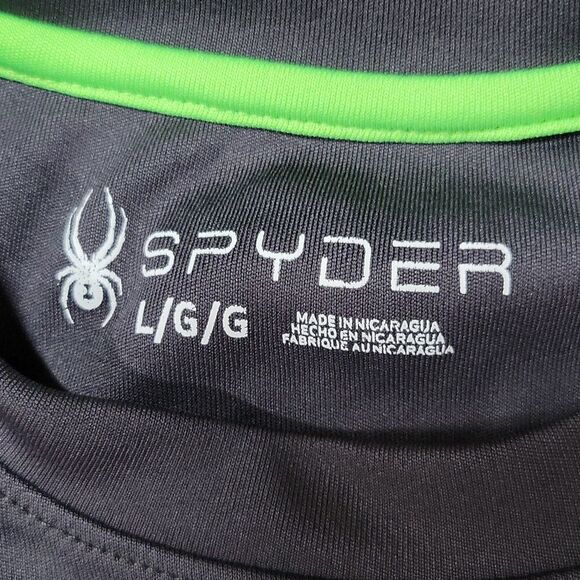 SPYDER
L/G/G
MADE IN NICARAGUA
HECHO EN NICARAGUA
FABRIQUE AU NICARAGUA